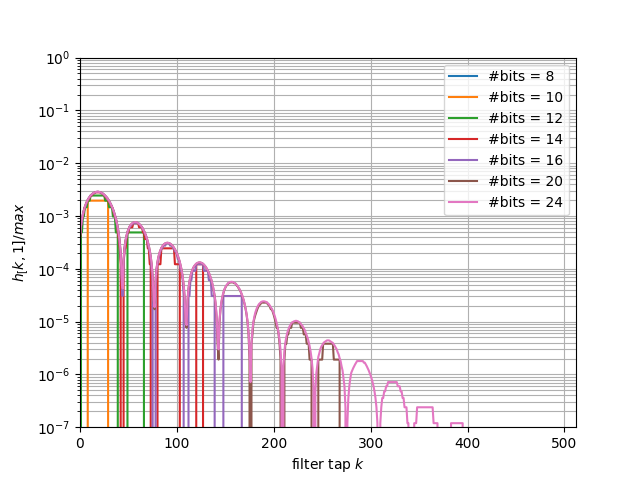 10^0
10^-1
10^-2
10^-3
10^-4
10^-5
10^-6
10^-7
h[k, 1]/max
0 100 200 300 400 500
filter tap k
#bits = 8
#bits = 10
#bits = 12
#bits = 14
#bits = 16
#bits = 20
#bits = 24